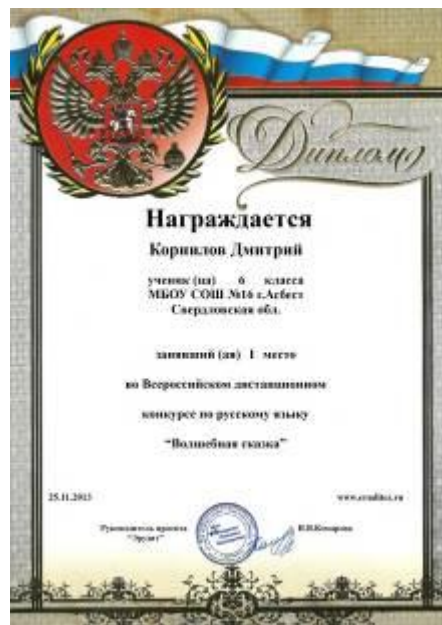 Диплом
Награждается
Корнилов Дмитрий
ученик (ца) 6 класса
МБОУ СОШ №16 г.Асбест
Свердловская обл.
занявший (ая) 1 место
во Всероссийском дистанционном
конкурсе по русскому языку
"Волшебная сказка"
25.11.2013
Руководитель проекта
"Эрудит"